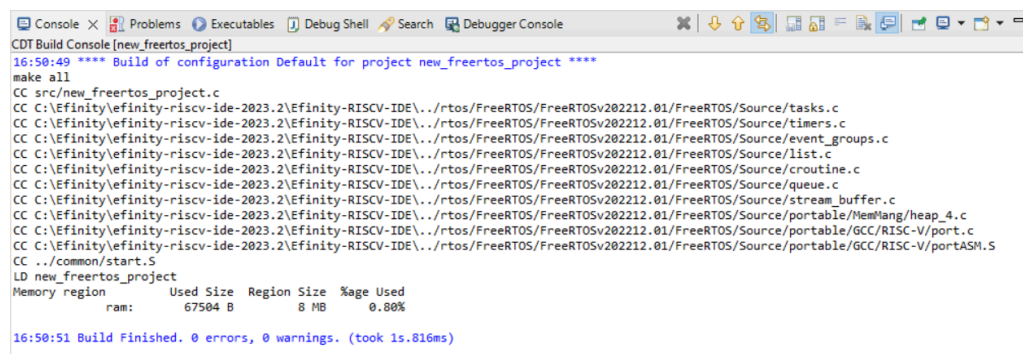 Console Problems Executables Debug Shell Search Debugger Console
CDT Build Console [new_freertos_project]
16:50:49 **** Build of configuration Default for project new_freertos_project ****
make all
CC src/new_freertos_project.c
CC C:\Efinity\efinity-riscv-ide-2023.2\Efinity-RISCV-IDE\../rtos/FreeRTOS/FreeRTOSv202212.01/FreeRTOS/Source/tasks.c
CC C:\Efinity\efinity-riscv-ide-2023.2\Efinity-RISCV-IDE\../rtos/FreeRTOS/FreeRTOSv202212.01/FreeRTOS/Source/timers.c
CC C:\Efinity\efinity-riscv-ide-2023.2\Efinity-RISCV-IDE\../rtos/FreeRTOS/FreeRTOSv202212.01/FreeRTOS/Source/event_groups.c
CC C:\Efinity\efinity-riscv-ide-2023.2\Efinity-RISCV-IDE\../rtos/FreeRTOS/FreeRTOSv202212.01/FreeRTOS/Source/list.c
CC C:\Efinity\efinity-riscv-ide-2023.2\Efinity-RISCV-IDE\../rtos/FreeRTOS/FreeRTOSv202212.01/FreeRTOS/Source/croutine.c
CC C:\Efinity\efinity-riscv-ide-2023.2\Efinity-RISCV-IDE\../rtos/FreeRTOS/FreeRTOSv202212.01/FreeRTOS/Source/queue.c
CC C:\Efinity\efinity-riscv-ide-2023.2\Efinity-RISCV-IDE\../rtos/FreeRTOS/FreeRTOSv202212.01/FreeRTOS/Source/stream_buffer.c
CC C:\Efinity\efinity-riscv-ide-2023.2\Efinity-RISCV-IDE\../rtos/FreeRTOS/FreeRTOSv202212.01/FreeRTOS/Source/portable/MemMang/heap_4.c
CC C:\Efinity\efinity-riscv-ide-2023.2\Efinity-RISCV-IDE\../rtos/FreeRTOS/FreeRTOSv202212.01/FreeRTOS/Source/portable/GCC/RISC-V/port.c
CC C:\Efinity\efinity-riscv-ide-2023.2\Efinity-RISCV-IDE\../rtos/FreeRTOS/FreeRTOSv202212.01/FreeRTOS/Source/portable/GCC/RISC-V/portASM.S
CC ../common/start.S
LD new_freertos_project
Memory region Used Size Region Size %age Used
ram: 67504 B 8 MB 0.80%
16:50:51 Build Finished. 0 errors, 0 warnings. (took 1s.816ms)